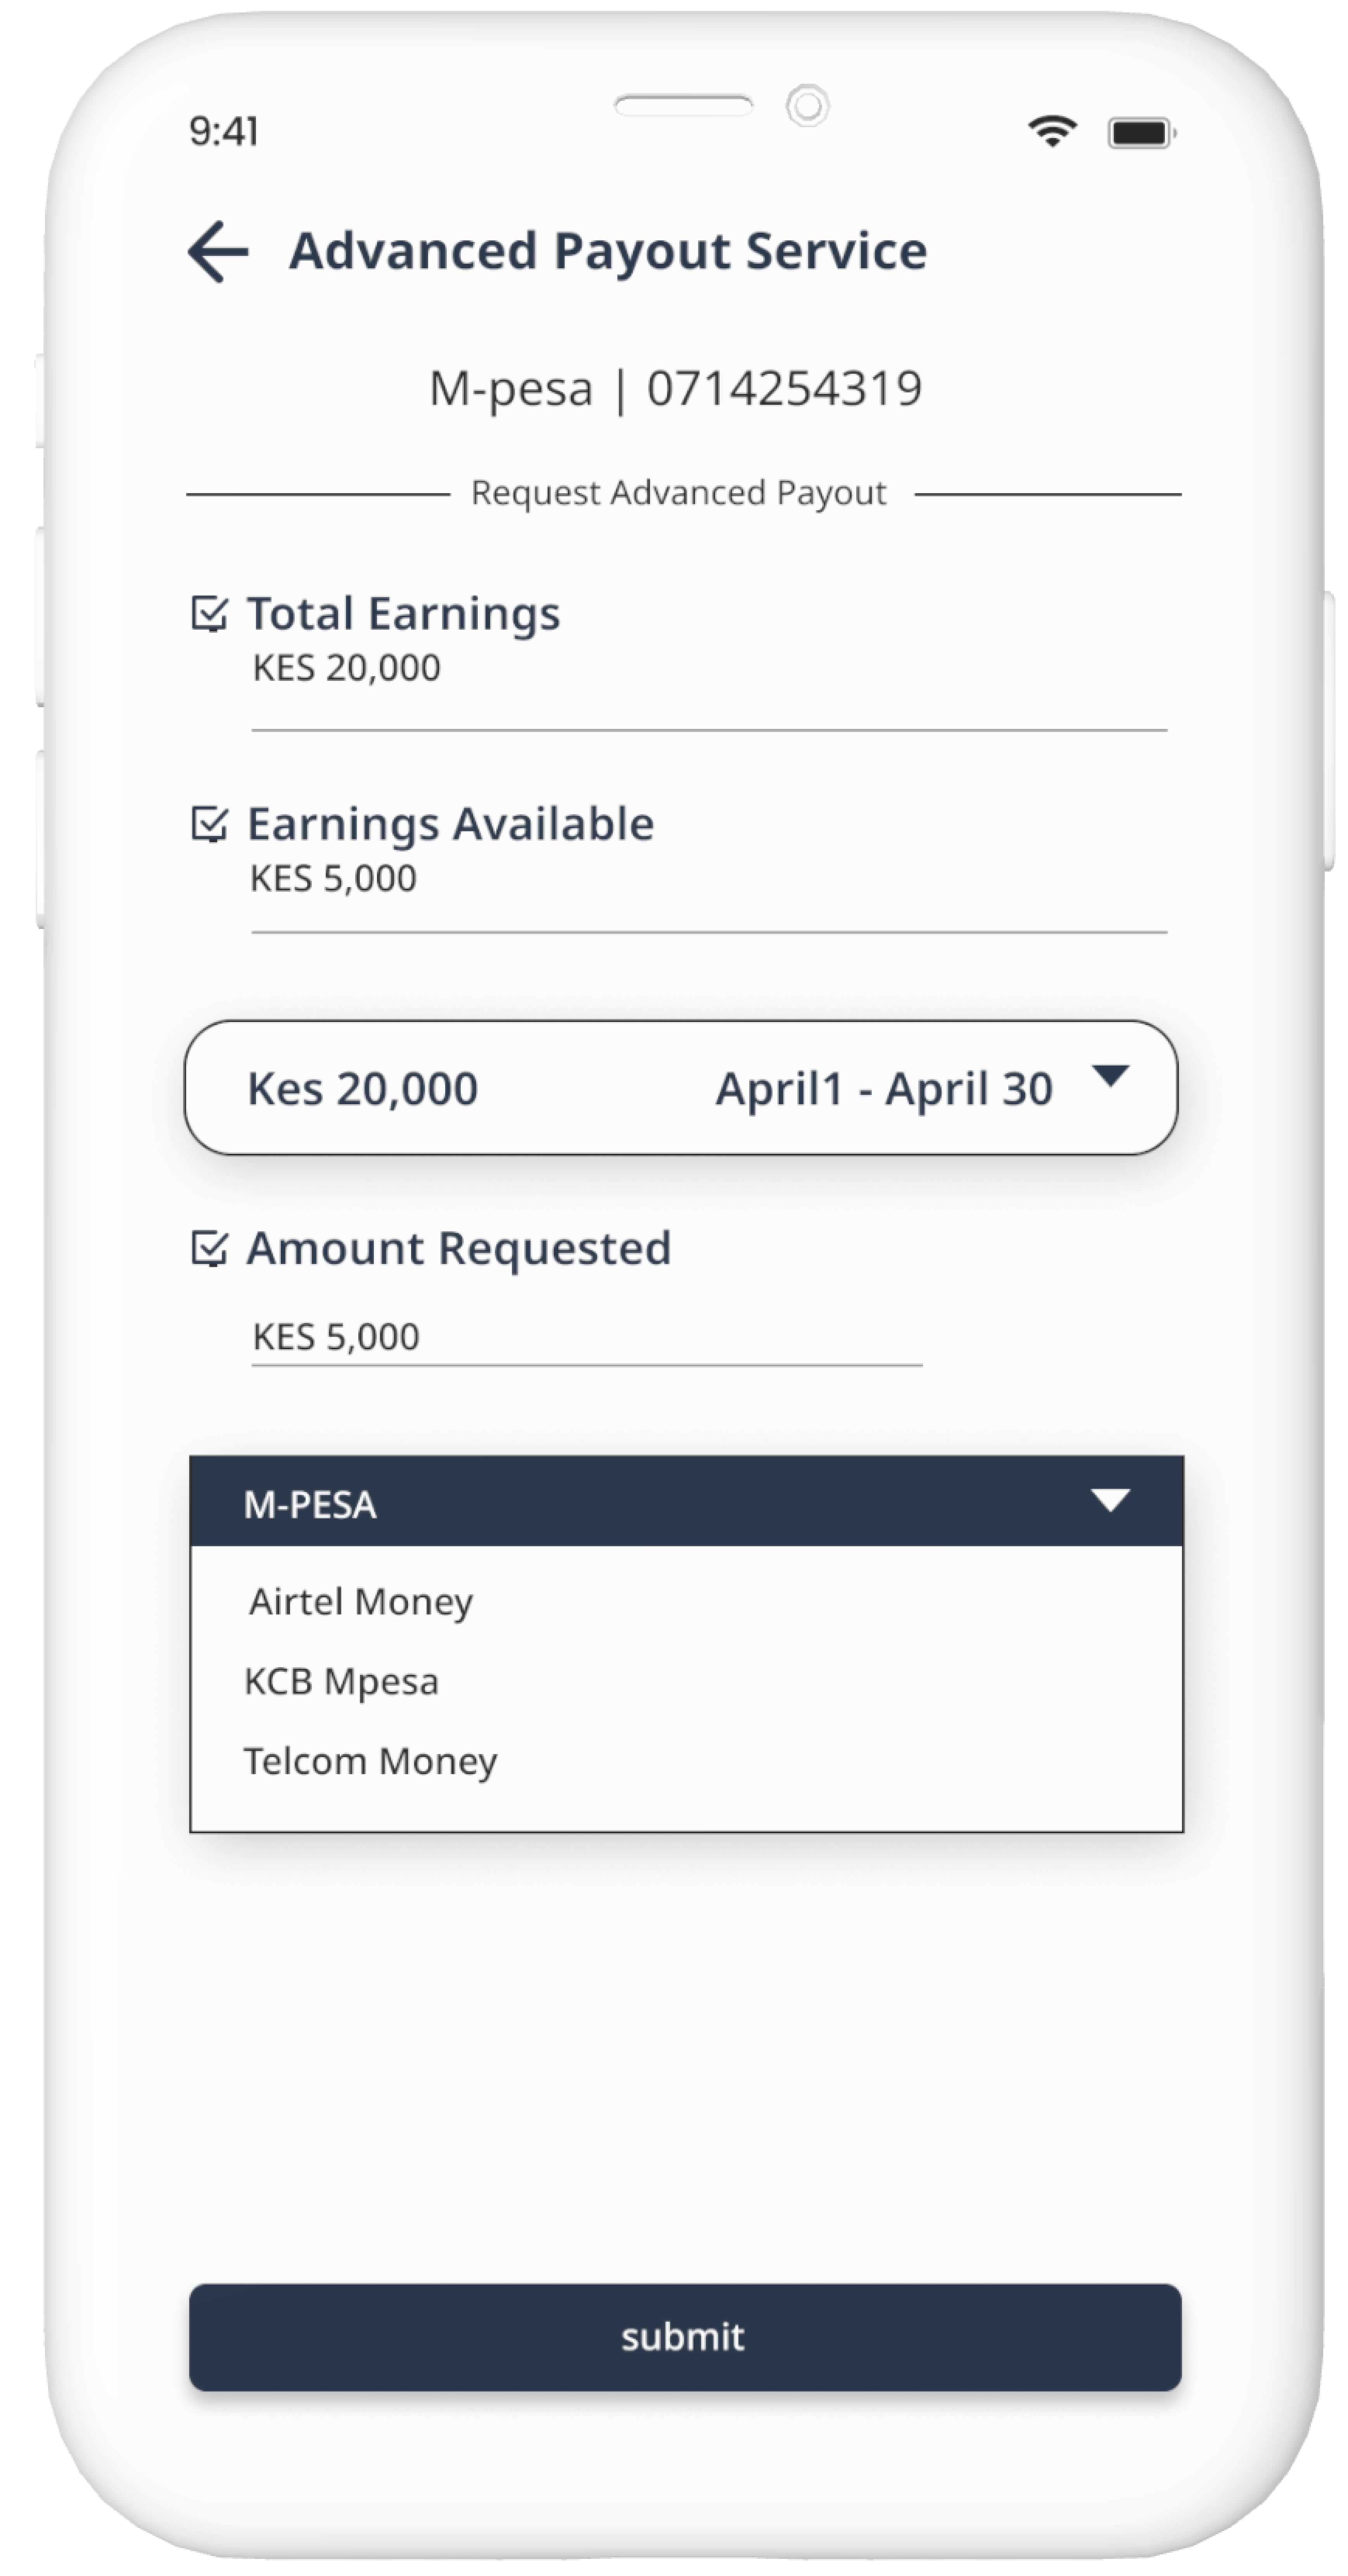 9:41
Advanced Payout Service
M-pesa | 0714254319
Request Advanced Payout
Total Earnings
KES 20,000
Earnings Available
KES 5,000
Kes 20,000 April1 - April 30
Amount Requested
KES 5,000
M-PESA
Airtel Money
KCB Mpesa
Telcom Money
submit